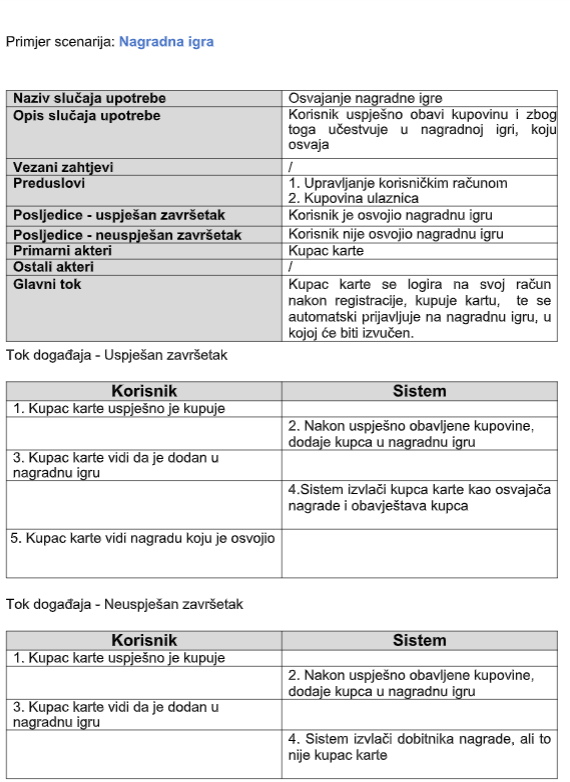 Primjer scenarija: Nagradna igra
Naziv slučaja upotrebe
Osvajanje nagradne igre
Opis slučaja upotrebe
Korisnik uspješno obavi kupovinu i zbog
toga učestvuje u nagradnoj igri, koju
osvaja
Vezani zahtjevi
/
Preduslovi
1. Upravljanje korisničkim računom
2. Kupovina ulaznica
Posljedice - uspješan završetak
Korisnik je osvojio nagradnu igru
Posljedice - neuspješan završetak
Korisnik nije osvojio nagradnu igru
Primarni akteri
Kupac karte
Ostali akteri
/
Glavni tok
Kupac karte se logira na svoj račun
nakon registracije, kupuje kartu, te se
automatski prijavljuje na nagradnu igru, u
kojoj će biti izvučen.
Tok događaja - Uspješan završetak
Korisnik
Sistem
1. Kupac karte uspješno je kupuje
2. Nakon uspješno obavljene kupovine,
dodaje kupca u nagradnu igru
3. Kupac karte vidi da je dodan u
nagradnu igru
4.Sistem izvlači kupca karte kao osvajača
nagrade i obavještava kupca
5. Kupac karte vidi nagradu koju je osvojio
Tok događaja - Neuspješan završetak
Korisnik
Sistem
1. Kupac karte uspješno je kupuje
2. Nakon uspješno obavljene kupovine,
dodaje kupca u nagradnu igru
3. Kupac karte vidi da je dodan u
nagradnu igru
4. Sistem izvlači dobitnika nagrade, ali to
nije kupac karte